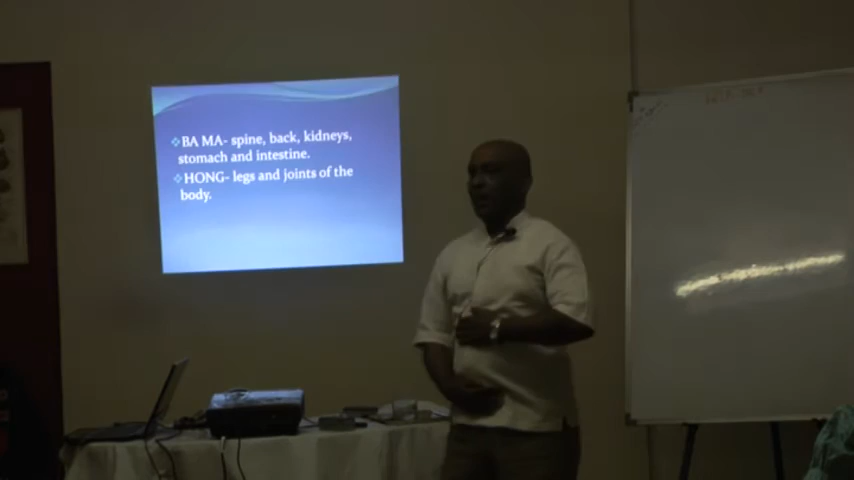 BA MA- spine, back, kidneys,
stomach and intestine.
HONG- legs and joints of the
body.